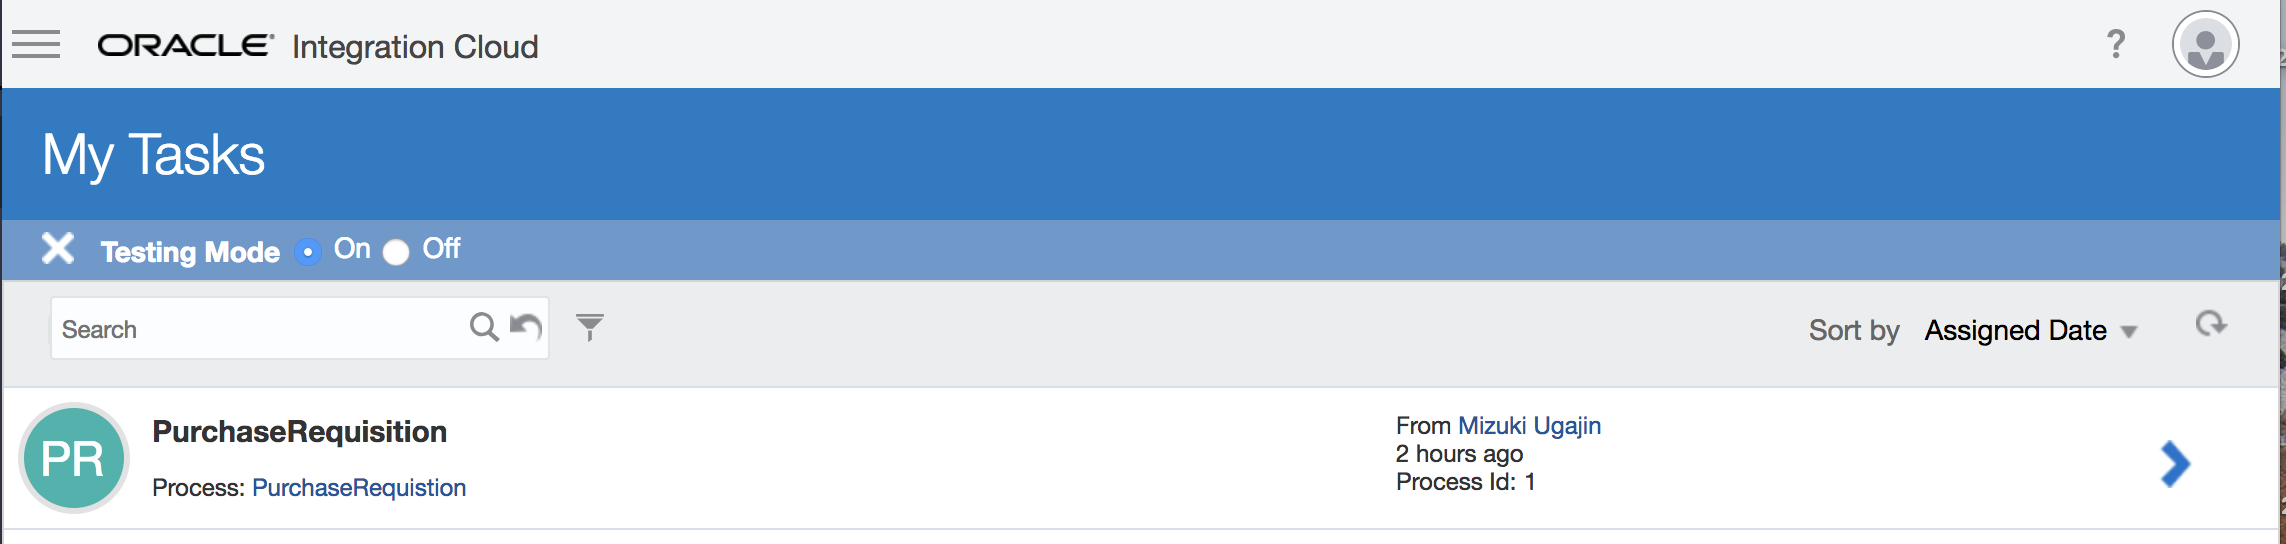 ORACLE Integration Cloud ?
My Tasks
Testing Mode On Off
Search Sort by Assigned Date
PR PurchaseRequisition
Process: PurchaseRequistion
From Mizuki Ugajin
2 hours ago
Process Id: 1